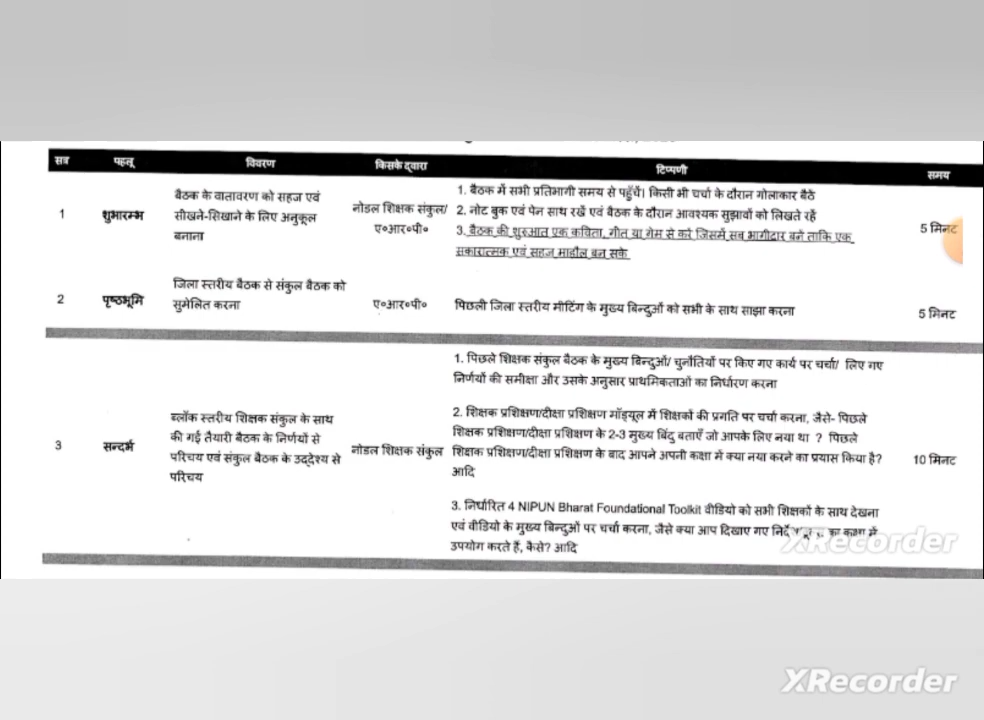 सत्र पहलू विवरण किसके द्वारा टिप्पणी समय
1 शुभारम्भ
बैठक के वातावरण को सहज एवं
सीखने-सिखाने के लिए अनुकूल
बनाना
नोडल शिक्षक संकुल/
ए०आर०पी०
1. बैठक में सभी प्रतिभागी समय से पहुँचें। किसी भी चर्चा के दौरान गोलाकार बैठें
2. नोट बुक एवं पेन साथ रखें एवं बैठक के दौरान आवश्यक सुझावों को लिखते रहें
3. बैठक की शुरुआत एक कविता, गीत या गेम से करें जिसमें सब भागीदार बनें ताकि एक
सकारात्मक एवं सहज माहौल बन सके
5 मिनट
2 पृष्ठभूमि
जिला स्तरीय बैठक से संकुल बैठक को
सुमेलित करना
ए०आर०पी०
पिछली जिला स्तरीय मीटिंग के मुख्य बिन्दुओं को सभी के साथ साझा करना
5 मिनट
3 सन्दर्भ
ब्लॉक स्तरीय शिक्षक संकुल के साथ
की गई तैयारी बैठक के निर्णयों से
परिचय एवं संकुल बैठक के उद्देश्य से
परिचय
नोडल शिक्षक संकुल
1. पिछले शिक्षक संकुल बैठक के मुख्य बिन्दुओं/ चुनौतियों पर किए गए कार्य पर चर्चा/ लिए गए
निर्णयों की समीक्षा और उसके अनुसार प्राथमिकताओं का निर्धारण करना
2. शिक्षक प्रशिक्षण/दीक्षा प्रशिक्षण मॉड्यूल में शिक्षकों की प्रगति पर चर्चा करना, जैसे- पिछले
शिक्षक प्रशिक्षण/दीक्षा प्रशिक्षण के 2-3 मुख्य बिंदु बताएँ जो आपके लिए नया था ? पिछले
शिक्षक प्रशिक्षण/दीक्षा प्रशिक्षण के बाद आपने अपनी कक्षा में क्या नया करने का प्रयास किया है?
आदि
3. निर्धारित 4 NIPUN Bharat Foundational Toolkit वीडियो को सभी शिक्षकों के साथ देखना
एवं वीडियो के मुख्य बिन्दुओं पर चर्चा करना, जैसे क्या आप दिखाए गए का कक्षा में
उपयोग करते हैं, कैसे? आदि
10 मिनट
XRecorder
XRecorder